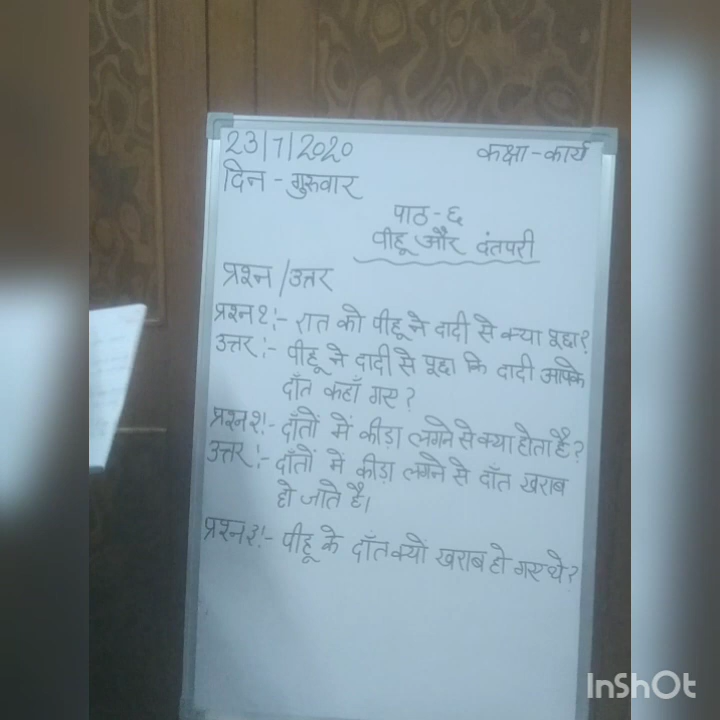 23/7/2020 कक्षा-कार्य
दिन - गुरुवार
पाठ-६
पीहू और दंतपरी
प्रश्न/उत्तर
प्रश्न१:- रात को पीहू ने दादी से क्या पूछा?
उत्तर:- पीहू ने दादी से पूछा कि दादी आपके
दाँत कहाँ गए?
प्रश्न२:- दाँतों में कीड़ा लगने से क्या होता है?
उत्तर:- दाँतों में कीड़ा लगने से दाँत खराब
हो जाते है।
प्रश्न३:- पीहू के दाँत क्यों खराब हो गए थे?
InShOt